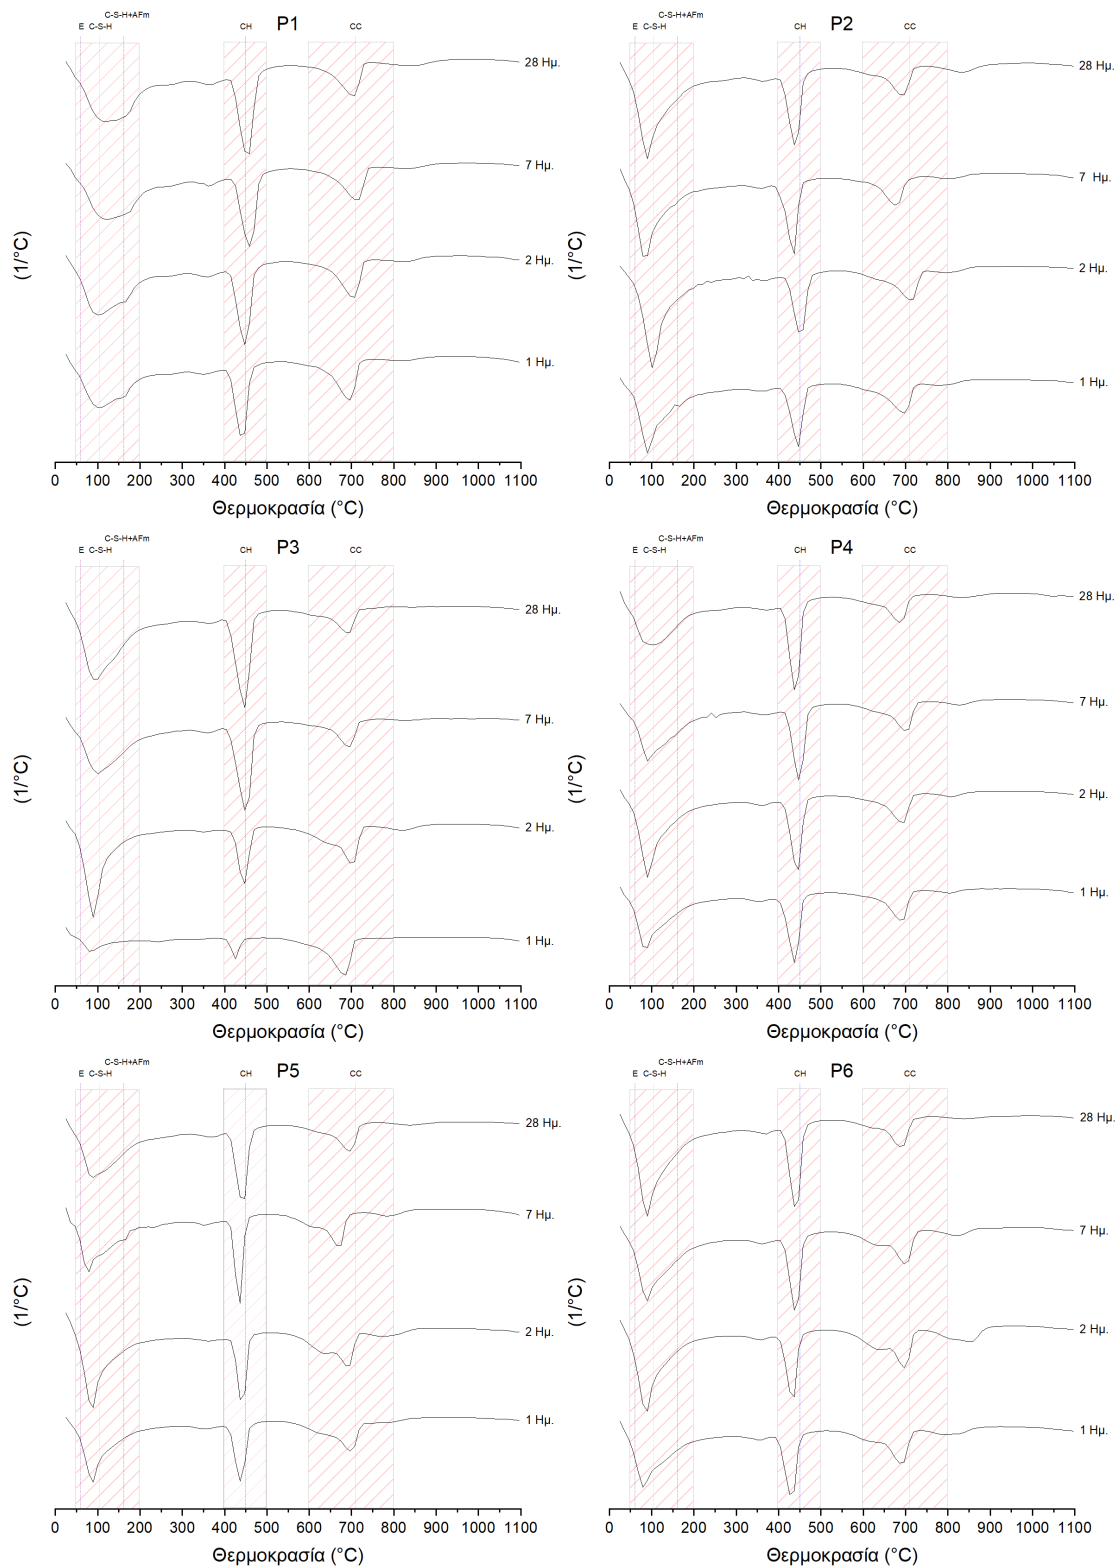 C-S-H+AFm
E C-S-H CH P1 CC
28 Ημ.
7 Ημ.
2 Ημ.
1 Ημ.
(1/°C)
(1/°C)
0 100 200 300 400 500 600 700 800 900 1000 1100
Θερμοκρασία (°C)
C-S-H+AFm
E C-S-H CH P2 CC
28 Ημ.
7 Ημ.
2 Ημ.
1 Ημ.
(1/°C)
(1/°C)
0 100 200 300 400 500 600 700 800 900 1000 1100
Θερμοκρασία (°C)
C-S-H+AFm
E C-S-H CH P3 CC
28 Ημ.
7 Ημ.
2 Ημ.
1 Ημ.
(1/°C)
0 100 200 300 400 500 600 700 800 900 1000 1100
Θερμοκρασία (°C)
C-S-H+AFm
E C-S-H CH P4 CC
28 Ημ.
7 Ημ.
2 Ημ.
1 Ημ.
(1/°C)
0 100 200 300 400 500 600 700 800 900 1000 1100
Θερμοκρασία (°C)
C-S-H+AFm
E C-S-H CH P5 CC
28 Ημ.
7 Ημ.
2 Ημ.
1 Ημ.
(1/°C)
0 100 200 300 400 500 600 700 800 900 1000 1100
Θερμοκρασία (°C)
C-S-H+AFm
E C-S-H CH P6 CC
28 Ημ.
7 Ημ.
2 Ημ.
1 Ημ.
(1/°C)
0 100 200 300 400 500 600 700 800 900 1000 1100
Θερμοκρασία (°C)